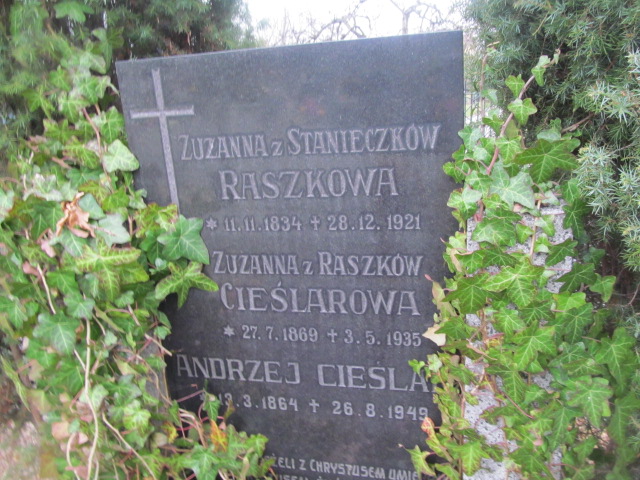 Zuzanna z Stanieczków
Raszkowa
* 11.11.1834 + 28.12.1921
Zuzanna z Raszków
Cieślarowa
* 27.7.1869 + 3.5.1935
Andrzej
13.3.1864 + 26.8.1949
z Chrystusem